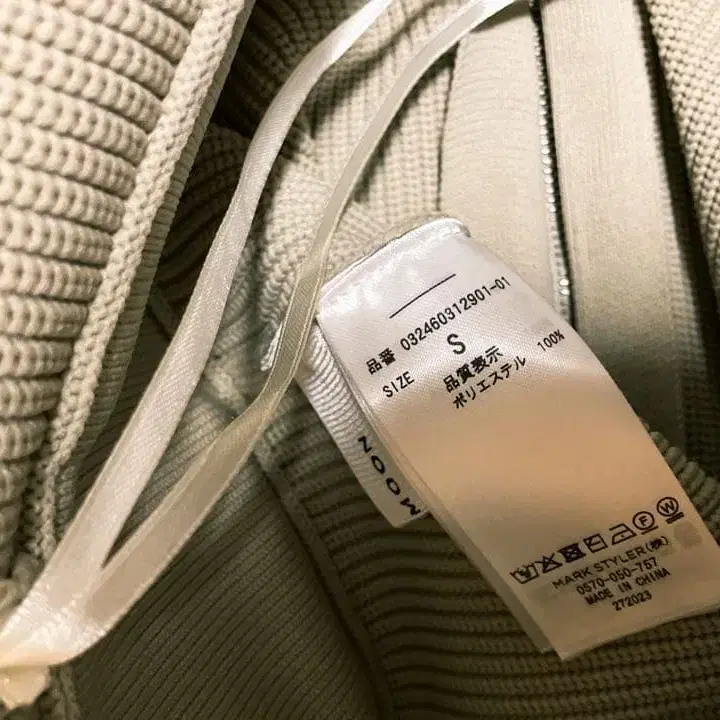 品番 032460312901-01
SIZE S
品質表示
ポリエステル 100%
MOON
F W
MARK STYLER(株)
0570-050-757
MADE IN CHINA
272023